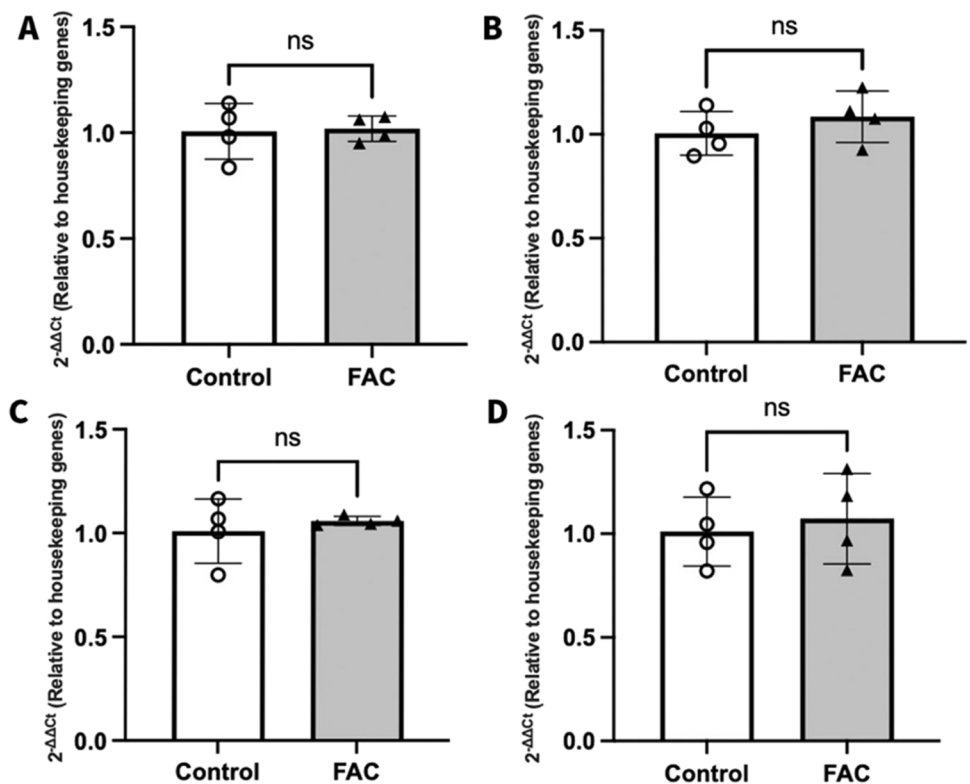 A
2-ΔΔCt (Relative to housekeeping genes)
1.5
1.0
0.5
0.0
ns
Control
FAC
B
2-ΔΔCt (Relative to housekeeping genes)
1.5
1.0
0.5
0.0
ns
Control
FAC
C
2-ΔΔCt (Relative to housekeeping genes)
1.5
1.0
0.5
0.0
ns
Control
FAC
D
2-ΔΔCt (Relative to housekeeping genes)
1.5
1.0
0.5
0.0
ns
Control
FAC